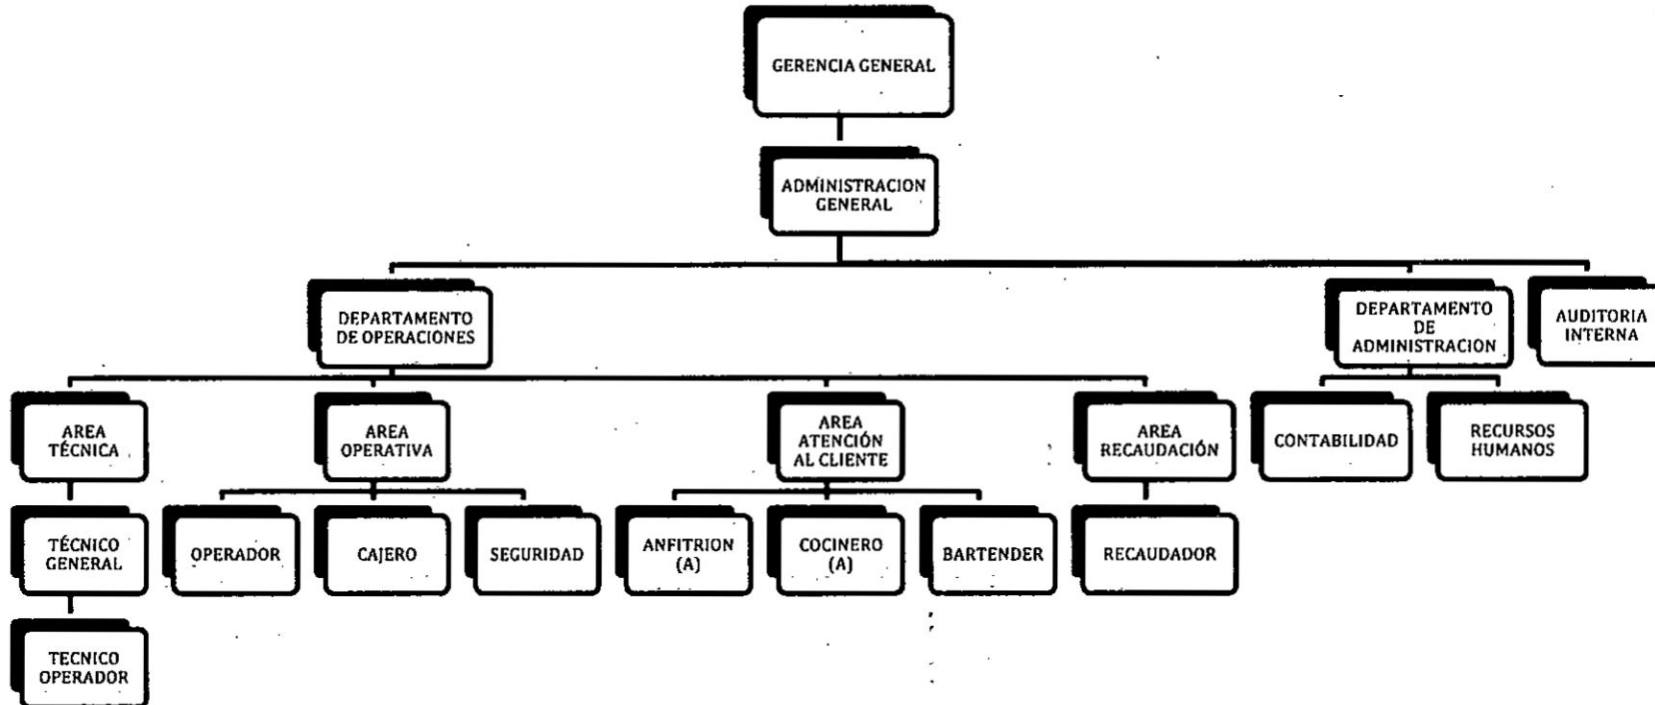 GERENCIA GENERAL
ADMINISTRACION
GENERAL
DEPARTAMENTO
DE OPERACIONES
DEPARTAMENTO
DE
ADMINISTRACION
AUDITORIA
INTERNA
AREA
TÉCNICA
AREA
OPERATIVA
AREA
ATENCIÓN
AL CLIENTE
AREA
RECAUDACIÓN
CONTABILIDAD
RECURSOS
HUMANOS
TÉCNICO
GENERAL
OPERADOR
CAJERO
SEGURIDAD
ANFITRION
(A)
COCINERO
(A)
BARTENDER
RECAUDADOR
TECNICO
OPERADOR